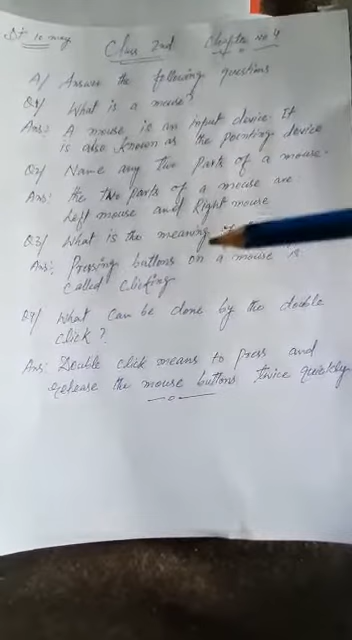 Dt 10 may
Class 2nd Chapter no 4
A/ Answer the following questions
Q1/ What is a mouse?
Ans: A mouse is an input device. It
is also known as the pointing device
Q2/ Name any two parts of a mouse.
Ans: the two parts of a mouse are
Left mouse and Right mouse
Q3/ What is the meaning
Ans: Pressing buttons on a mouse is
called clicking
Q4/ What can be done by the double
click?
Ans: Double click means to press and
release the mouse buttons twice quickly